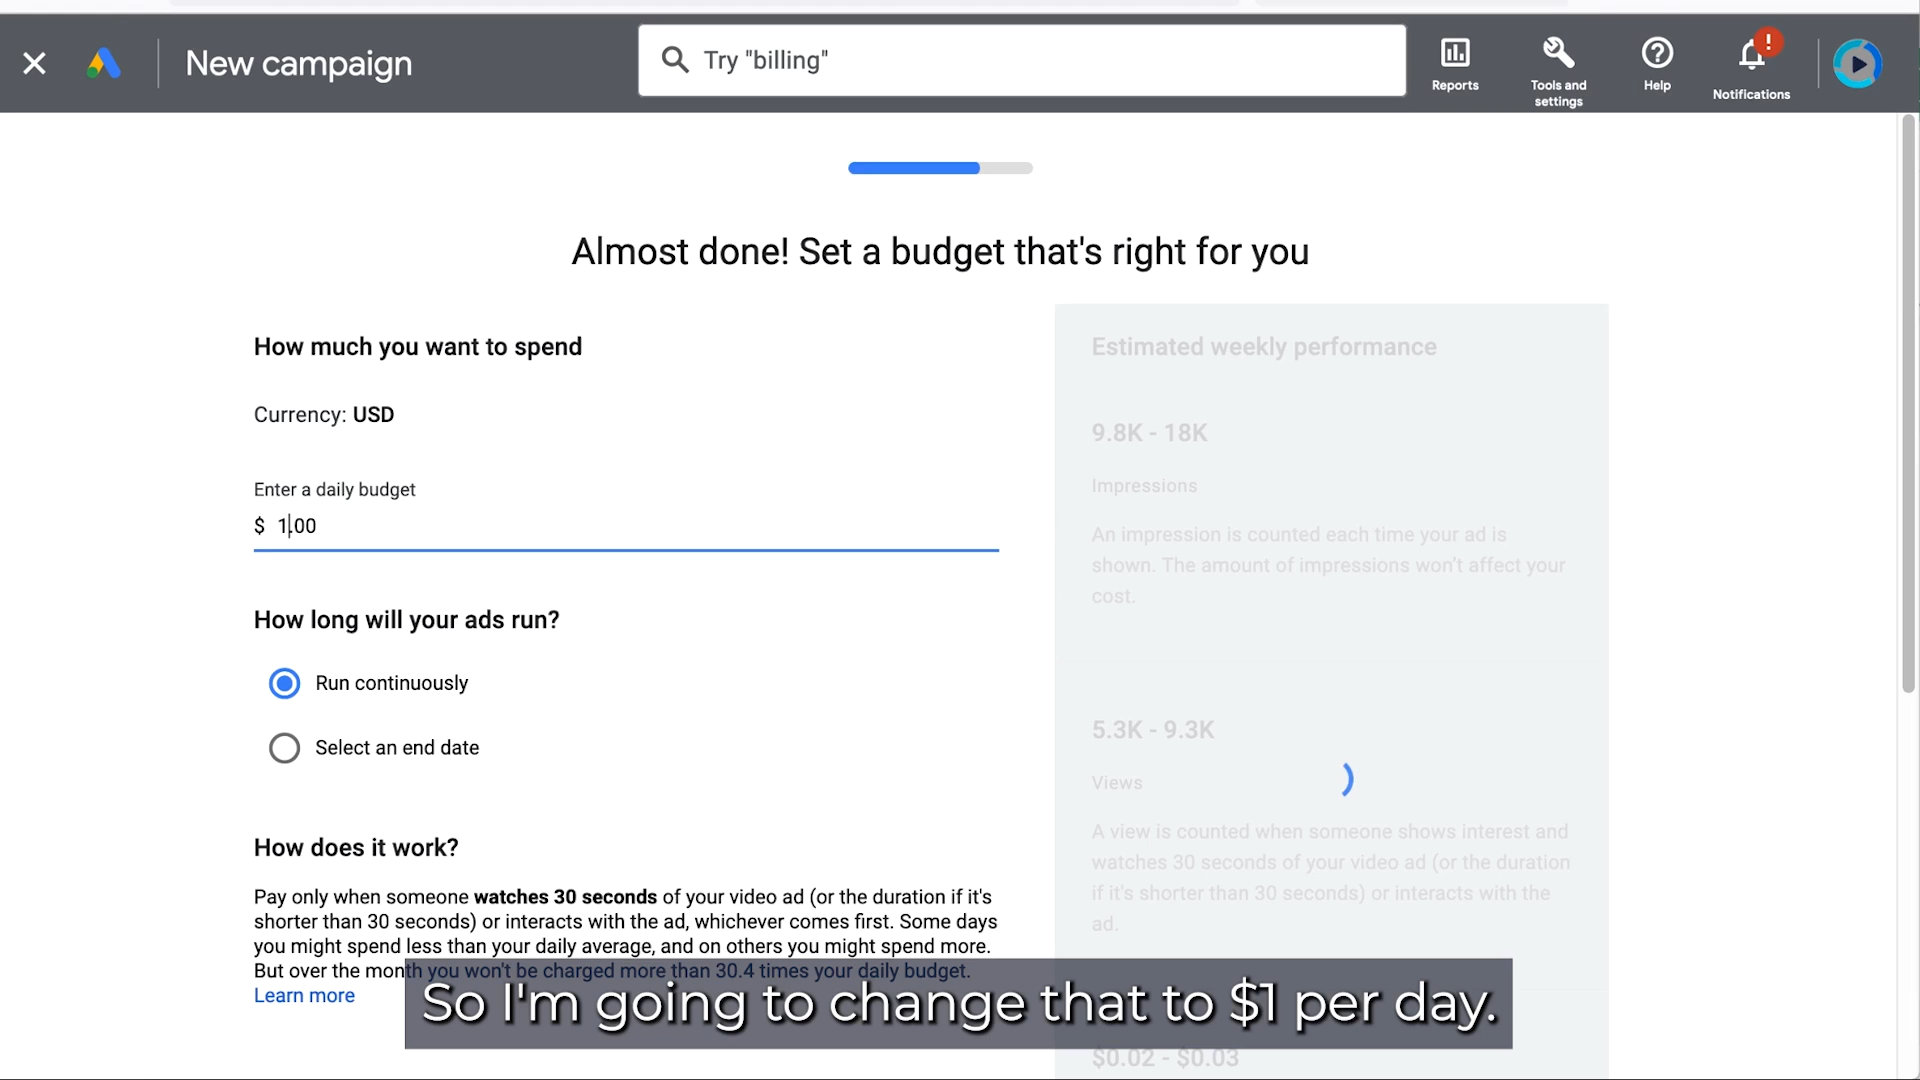 New campaign
Try "billing"
Reports
Tools and
settings
Help
!
Notifications
Almost done! Set a budget that's right for you
How much you want to spend
Currency: USD
Enter a daily budget
$ 1.00
How long will your ads run?
Run continuously
Select an end date
How does it work?
Pay only when someone watches 30 seconds of your video ad (or the duration if it's
shorter than 30 seconds) or interacts with the ad, whichever comes first. Some days
you might spend less than your daily average, and on others you might spend more.
But over the month you won't be charged more than 30.4 times your daily budget.
Learn more
Estimated weekly performance
9.8K - 18K
Impressions
An impression is counted each time your ad is
shown. The amount of impressions won't affect your
cost.
5.3K - 9.3K
Views
A view is counted when someone shows interest and
watches 30 seconds of your video ad (or the duration
if it's shorter than 30 seconds) or interacts with the
ad.
$0.02 - $0.03
So I'm going to change that to $1 per day.